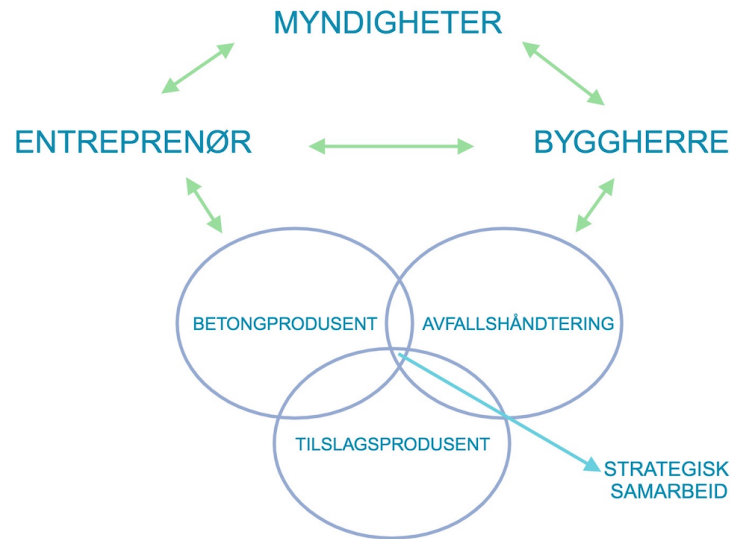 MYNDIGHETER
ENTREPRENØR
BYGGHERRE
BETONGPRODUSENT
AVFALLSHÅNDTERING
TILSLAGSPRODUSENT
STRATEGISK
SAMARBEID